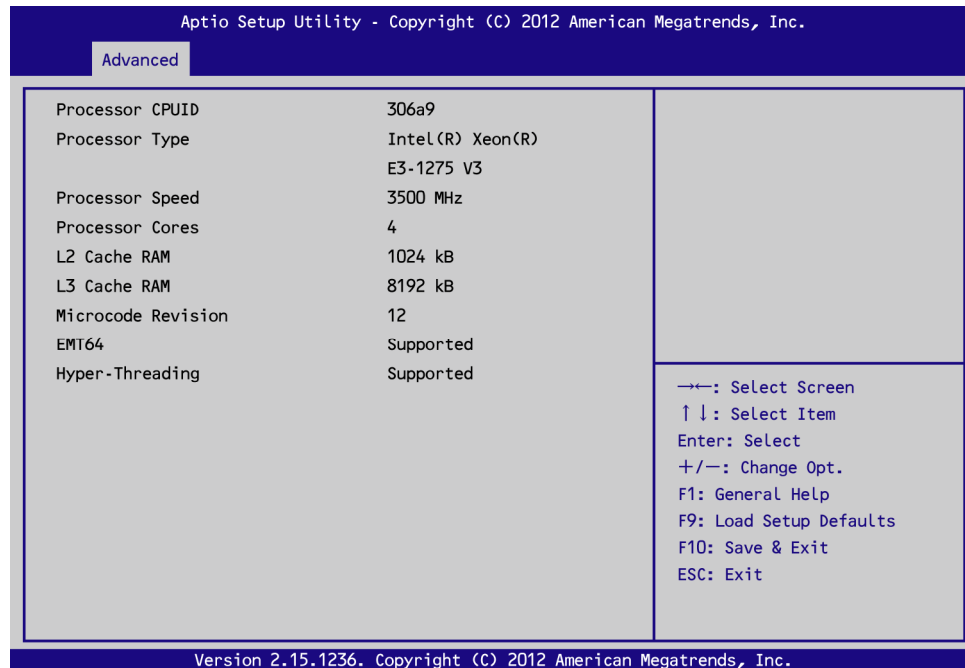 Aptio Setup Utility - Copyright (C) 2012 American Megatrends, Inc.
Advanced
Processor CPUID 306a9
Processor Type Intel(R) Xeon(R)
E3-1275 V3
Processor Speed 3500 MHz
Processor Cores 4
L2 Cache RAM 1024 kB
L3 Cache RAM 8192 kB
Microcode Revision 12
EMT64 Supported
Hyper-Threading Supported
→←: Select Screen
↑↓: Select Item
Enter: Select
+/-: Change Opt.
F1: General Help
F9: Load Setup Defaults
F10: Save & Exit
ESC: Exit
Version 2.15.1236. Copyright (C) 2012 American Megatrends, Inc.